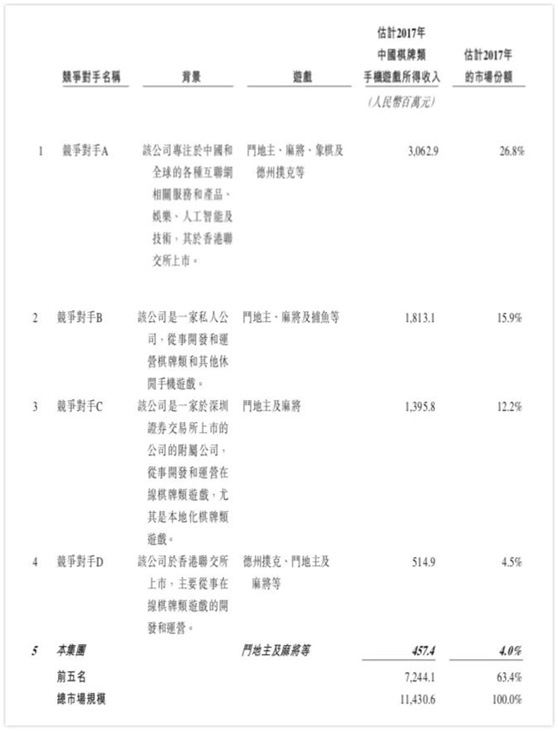 估計2017年
中國棋牌類 估計2017年
競爭對手名稱 背景 遊戲 手機遊戲所得收入 的市場份額
(人民幣百萬元)
1 競爭對手A 該公司專注於中國和 鬥地主、麻將、象棋及 3,062.9 26.8%
全球的各種互聯網 德州撲克等
相關服務和產品、
娛樂、人工智能及
技術,其於香港聯
交所上市。
2 競爭對手B 該公司是一家私人公 鬥地主、麻將及捕魚等 1,813.1 15.9%
司,從事開發和運
營棋牌類和其他休
閒手機遊戲。
3 競爭對手C 該公司是一家於深圳 鬥地主及麻將 1,395.8 12.2%
證券交易所上市的
公司的附屬公司,
從事開發和運營在
線棋牌類遊戲,尤
其是本地化棋牌類
遊戲。
4 競爭對手D 該公司於香港聯交所 德州撲克、鬥地主及 514.9 4.5%
上市,主要從事在 麻將等
線棋牌類遊戲的開
發和運營。
5 本集團 鬥地主及麻將等 457.4 4.0%
前五名 7,244.1 63.4%
總市場規模 11,430.6 100.0%